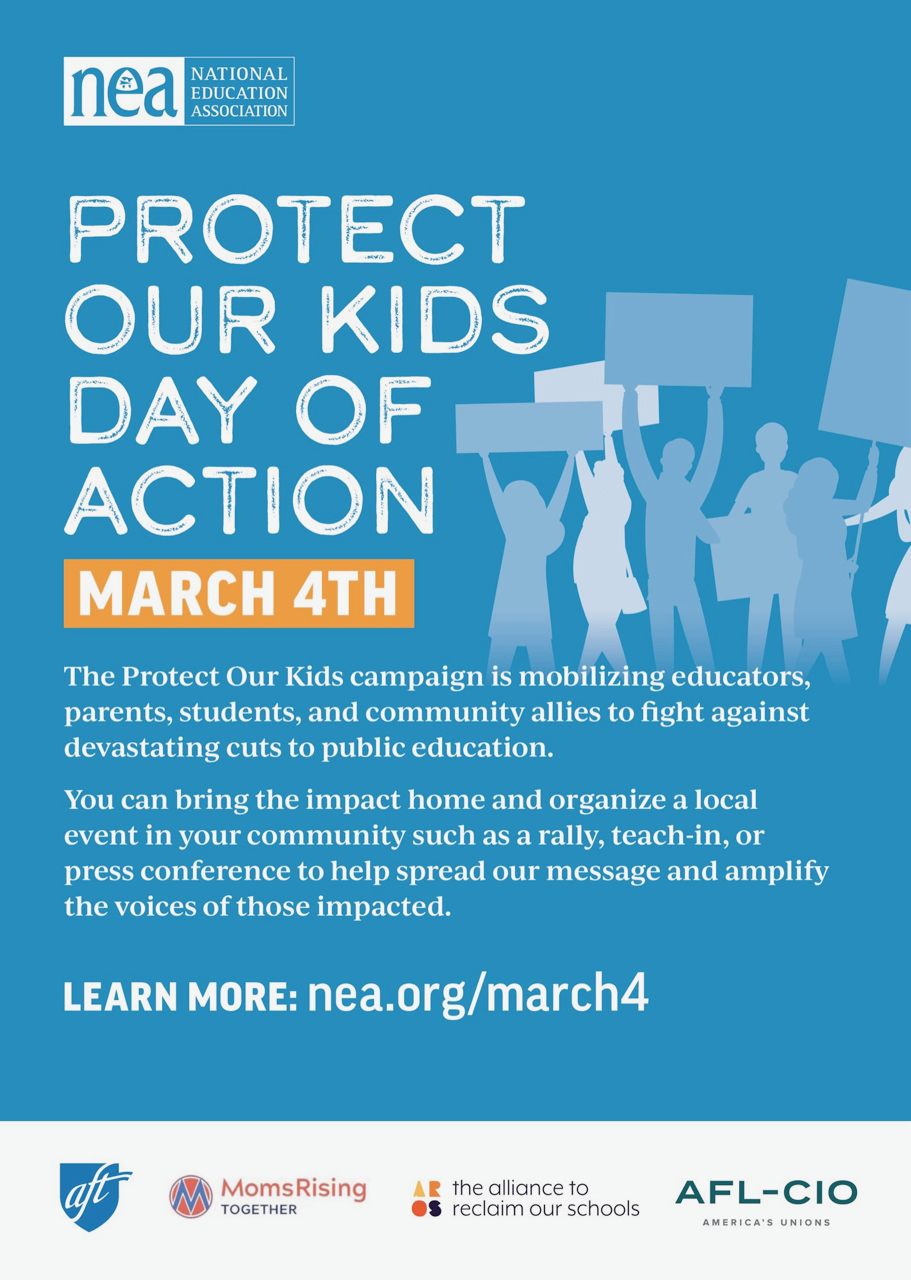 nea
NATIONAL
EDUCATION
ASSOCIATION
PROTECT
OUR KIDS
DAY OF
ACTION
MARCH 4TH
The Protect Our Kids campaign is mobilizing educators,
parents, students, and community allies to fight against
devastating cuts to public education.
You can bring the impact home and organize a local
event in your community such as a rally, teach-in, or
press conference to help spread our message and amplify
the voices of those impacted.
LEARN MORE: nea.org/march4
aft
MomsRising
TOGETHER
AROS
the alliance to
reclaim our schools
AFL-CIO
AMERICA'S UNIONS